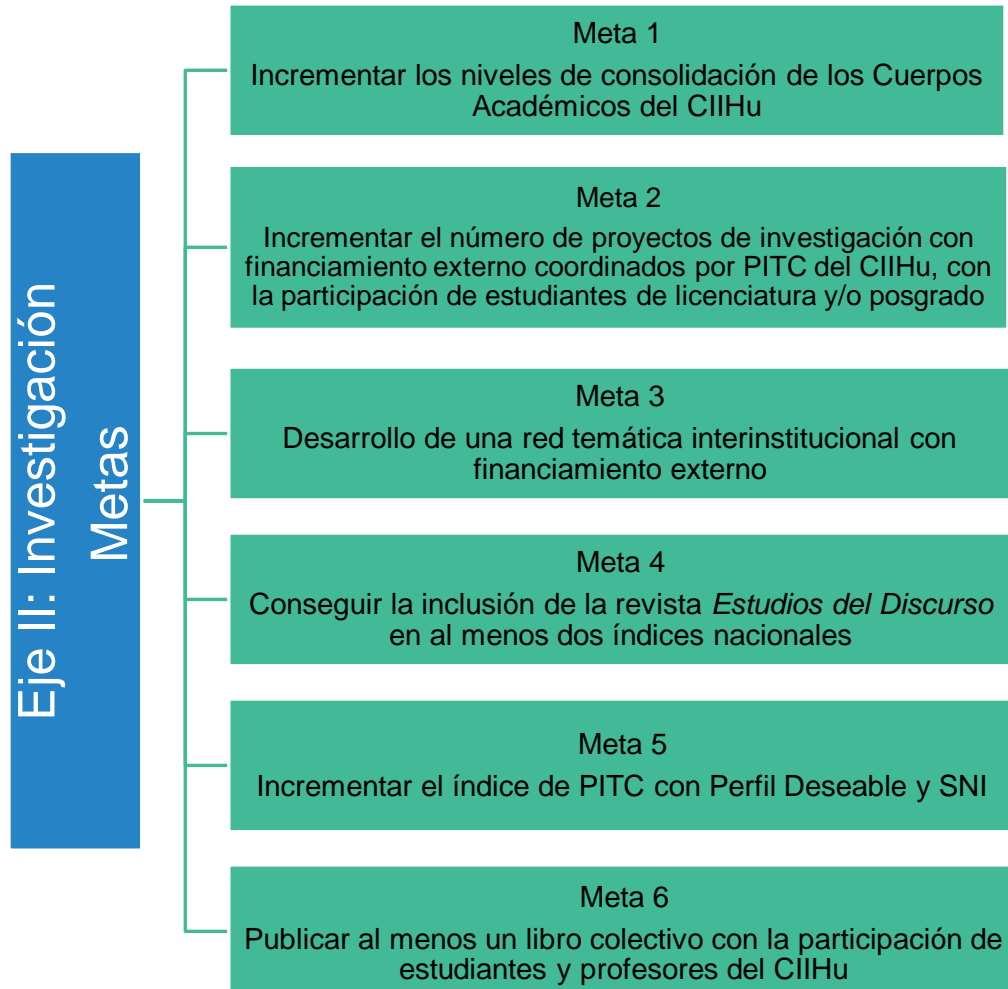 Eje II: Investigación
Metas
Meta 1
Incrementar los niveles de consolidación de los Cuerpos
Académicos del CIIHu
Meta 2
Incrementar el número de proyectos de investigación con
financiamiento externo coordinados por PITC del CIIHu, con
la participación de estudiantes de licenciatura y/o posgrado
Meta 3
Desarrollo de una red temática interinstitucional con
financiamiento externo
Meta 4
Conseguir la inclusión de la revista Estudios del Discurso
en al menos dos índices nacionales
Meta 5
Incrementar el índice de PITC con Perfil Deseable y SNI
Meta 6
Publicar al menos un libro colectivo con la participación de
estudiantes y profesores del CIIHu